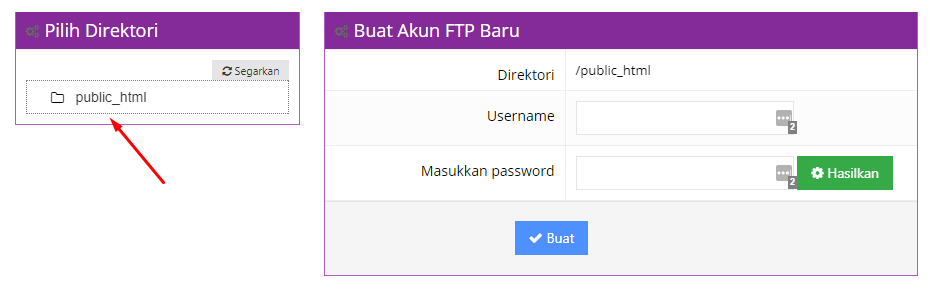 Pilih Direktori
Segarkan
public_html
Buat Akun FTP Baru
Direktori /public_html
Username
2
Masukkan password
2
Hasilkan
Buat